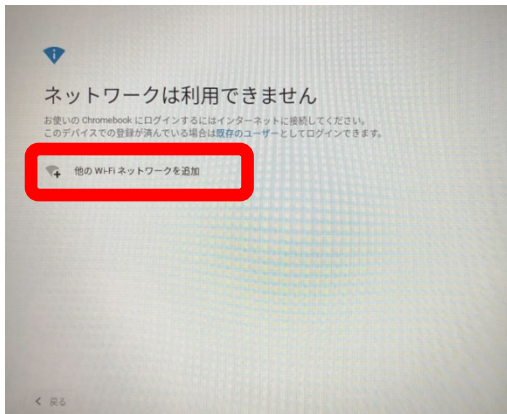 ネットワークは利用できません
お使いの Chromebook にログインするにはインターネットに接続してください。
このデバイスでの登録が済んでいる場合は既存のユーザーとしてログインできます。
他の Wi-Fi ネットワークを追加
戻る